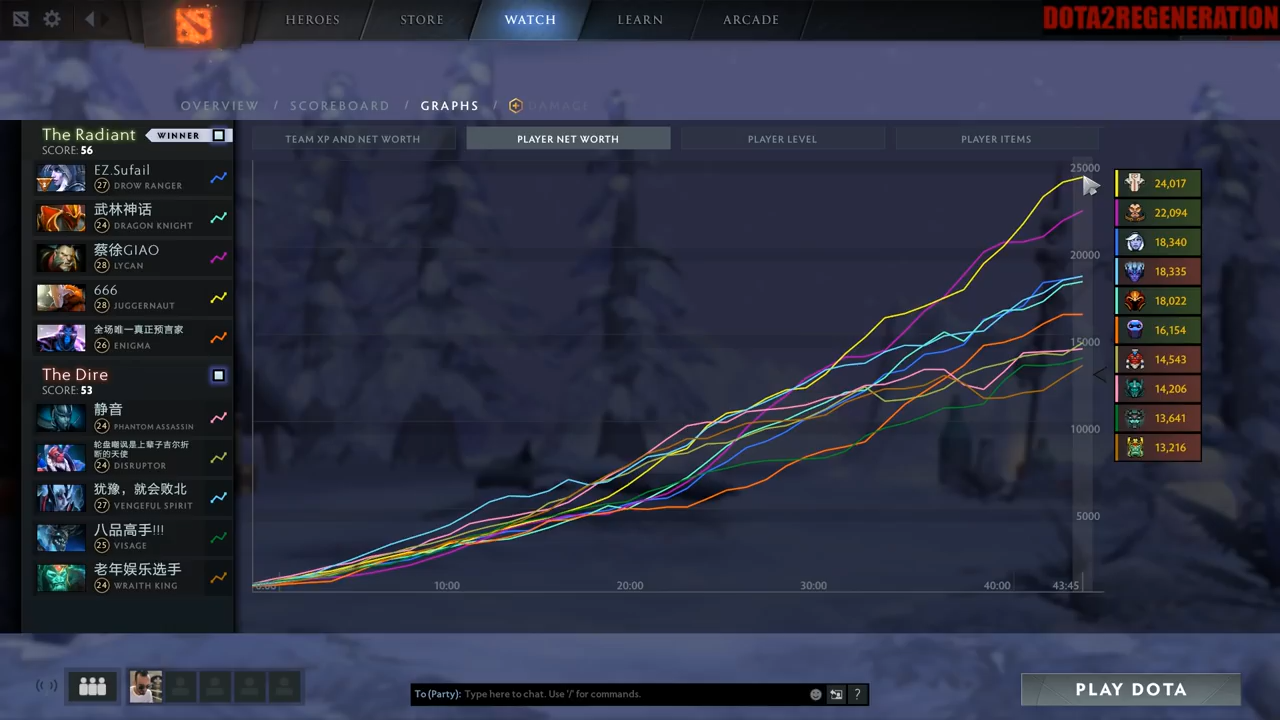 HEROES
STORE
WATCH
LEARN
ARCADE
DOTA2REGENERATION
OVERVIEW / SCOREBOARD / GRAPHS /
The Radiant
WINNER
SCORE: 56
EZ.Sufail
27 DROW RANGER
武林神话
24 DRAGON KNIGHT
蔡徐GIAO
28 LYCAN
666
28 JUGGERNAUT
全场唯一真正预言家
26 ENIGMA
The Dire
SCORE: 53
静音
24 PHANTOM ASSASSIN
轮盘嘲讽是上辈子吉尔折
断的天使
24 DISRUPTOR
犹豫，就会败北
27 VENGEFUL SPIRIT
八品高手!!!
25 VISAGE
老年娱乐选手
24 WRAITH KING
TEAM XP AND NET WORTH
PLAYER NET WORTH
PLAYER LEVEL
PLAYER ITEMS
25000
20000
15000
10000
5000
0:00
10:00
20:00
30:00
40:00
43:45
24,017
22,094
18,340
18,335
18,022
16,154
14,543
14,206
13,641
13,216
To (Party): Type here to chat. Use '/' for commands.
?
PLAY DOTA